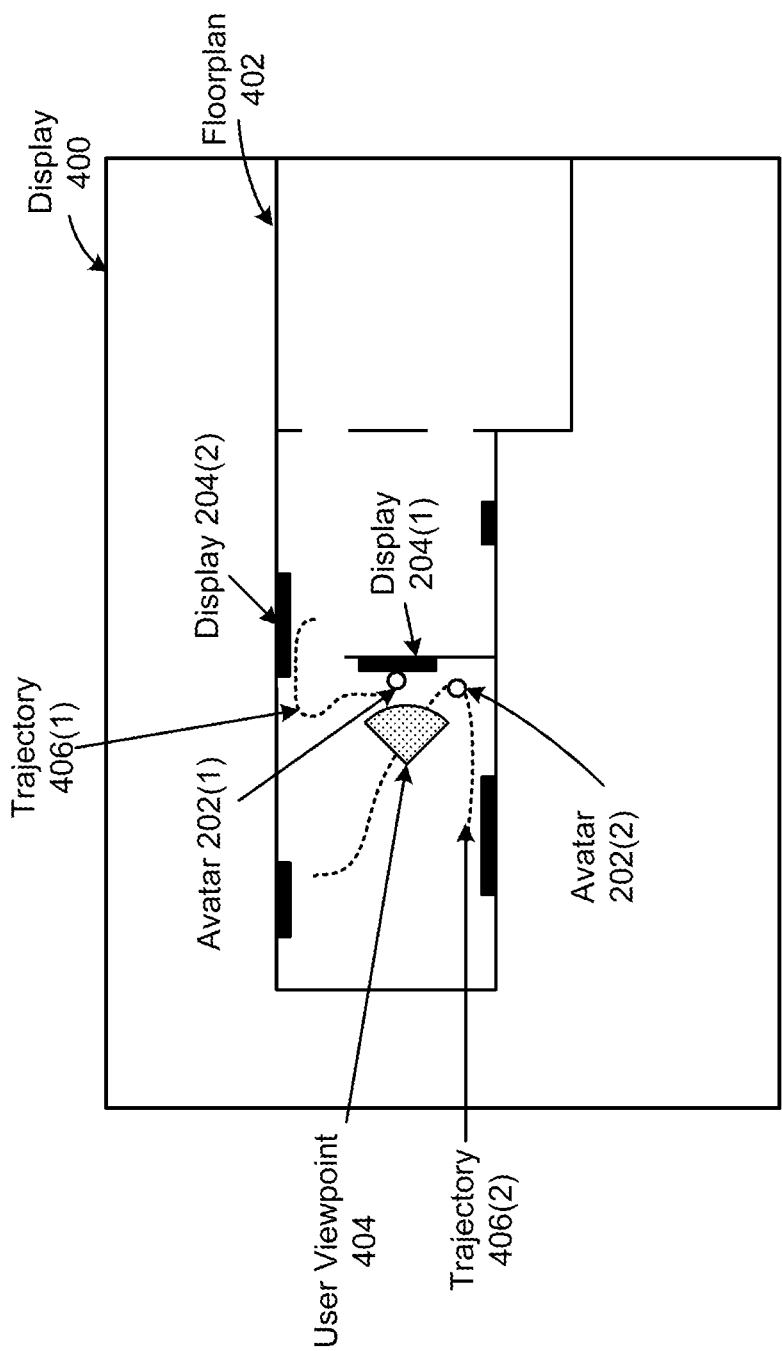 Display
400
Floorplan
402
Display 204(2)
Trajectory
406(1)
Display
204(1)
Avatar 202(1)
Avatar
202(2)
User Viewpoint
404
Trajectory
406(2)